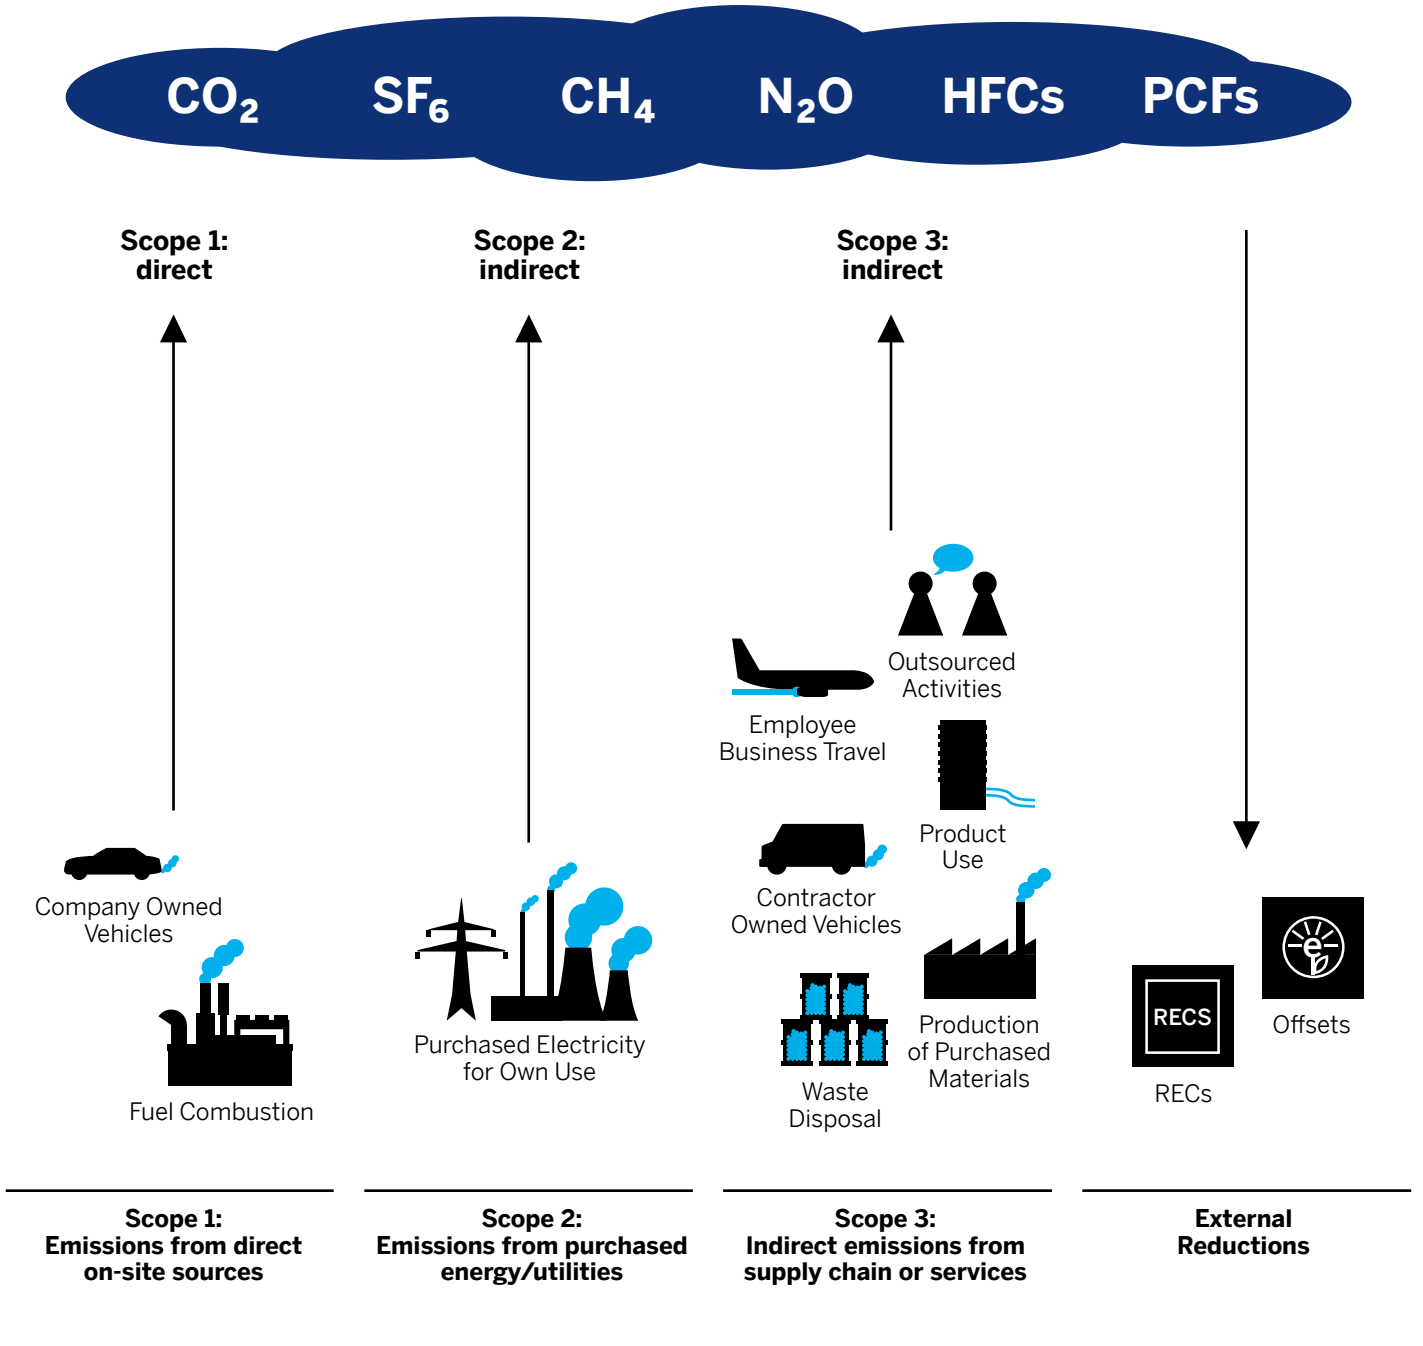 CO₂ SF₆ CH₄ N₂O HFCs PCFs
Scope 1:
direct
Scope 2:
indirect
Scope 3:
indirect
Company Owned
Vehicles
Fuel Combustion
Purchased Electricity
for Own Use
Outsourced
Activities
Employee
Business Travel
Product
Use
Contractor
Owned Vehicles
Production
of Purchased
Materials
Waste
Disposal
RECS
RECs
e
Offsets
Scope 1:
Emissions from direct
on-site sources
Scope 2:
Emissions from purchased
energy/utilities
Scope 3:
Indirect emissions from
supply chain or services
External
Reductions